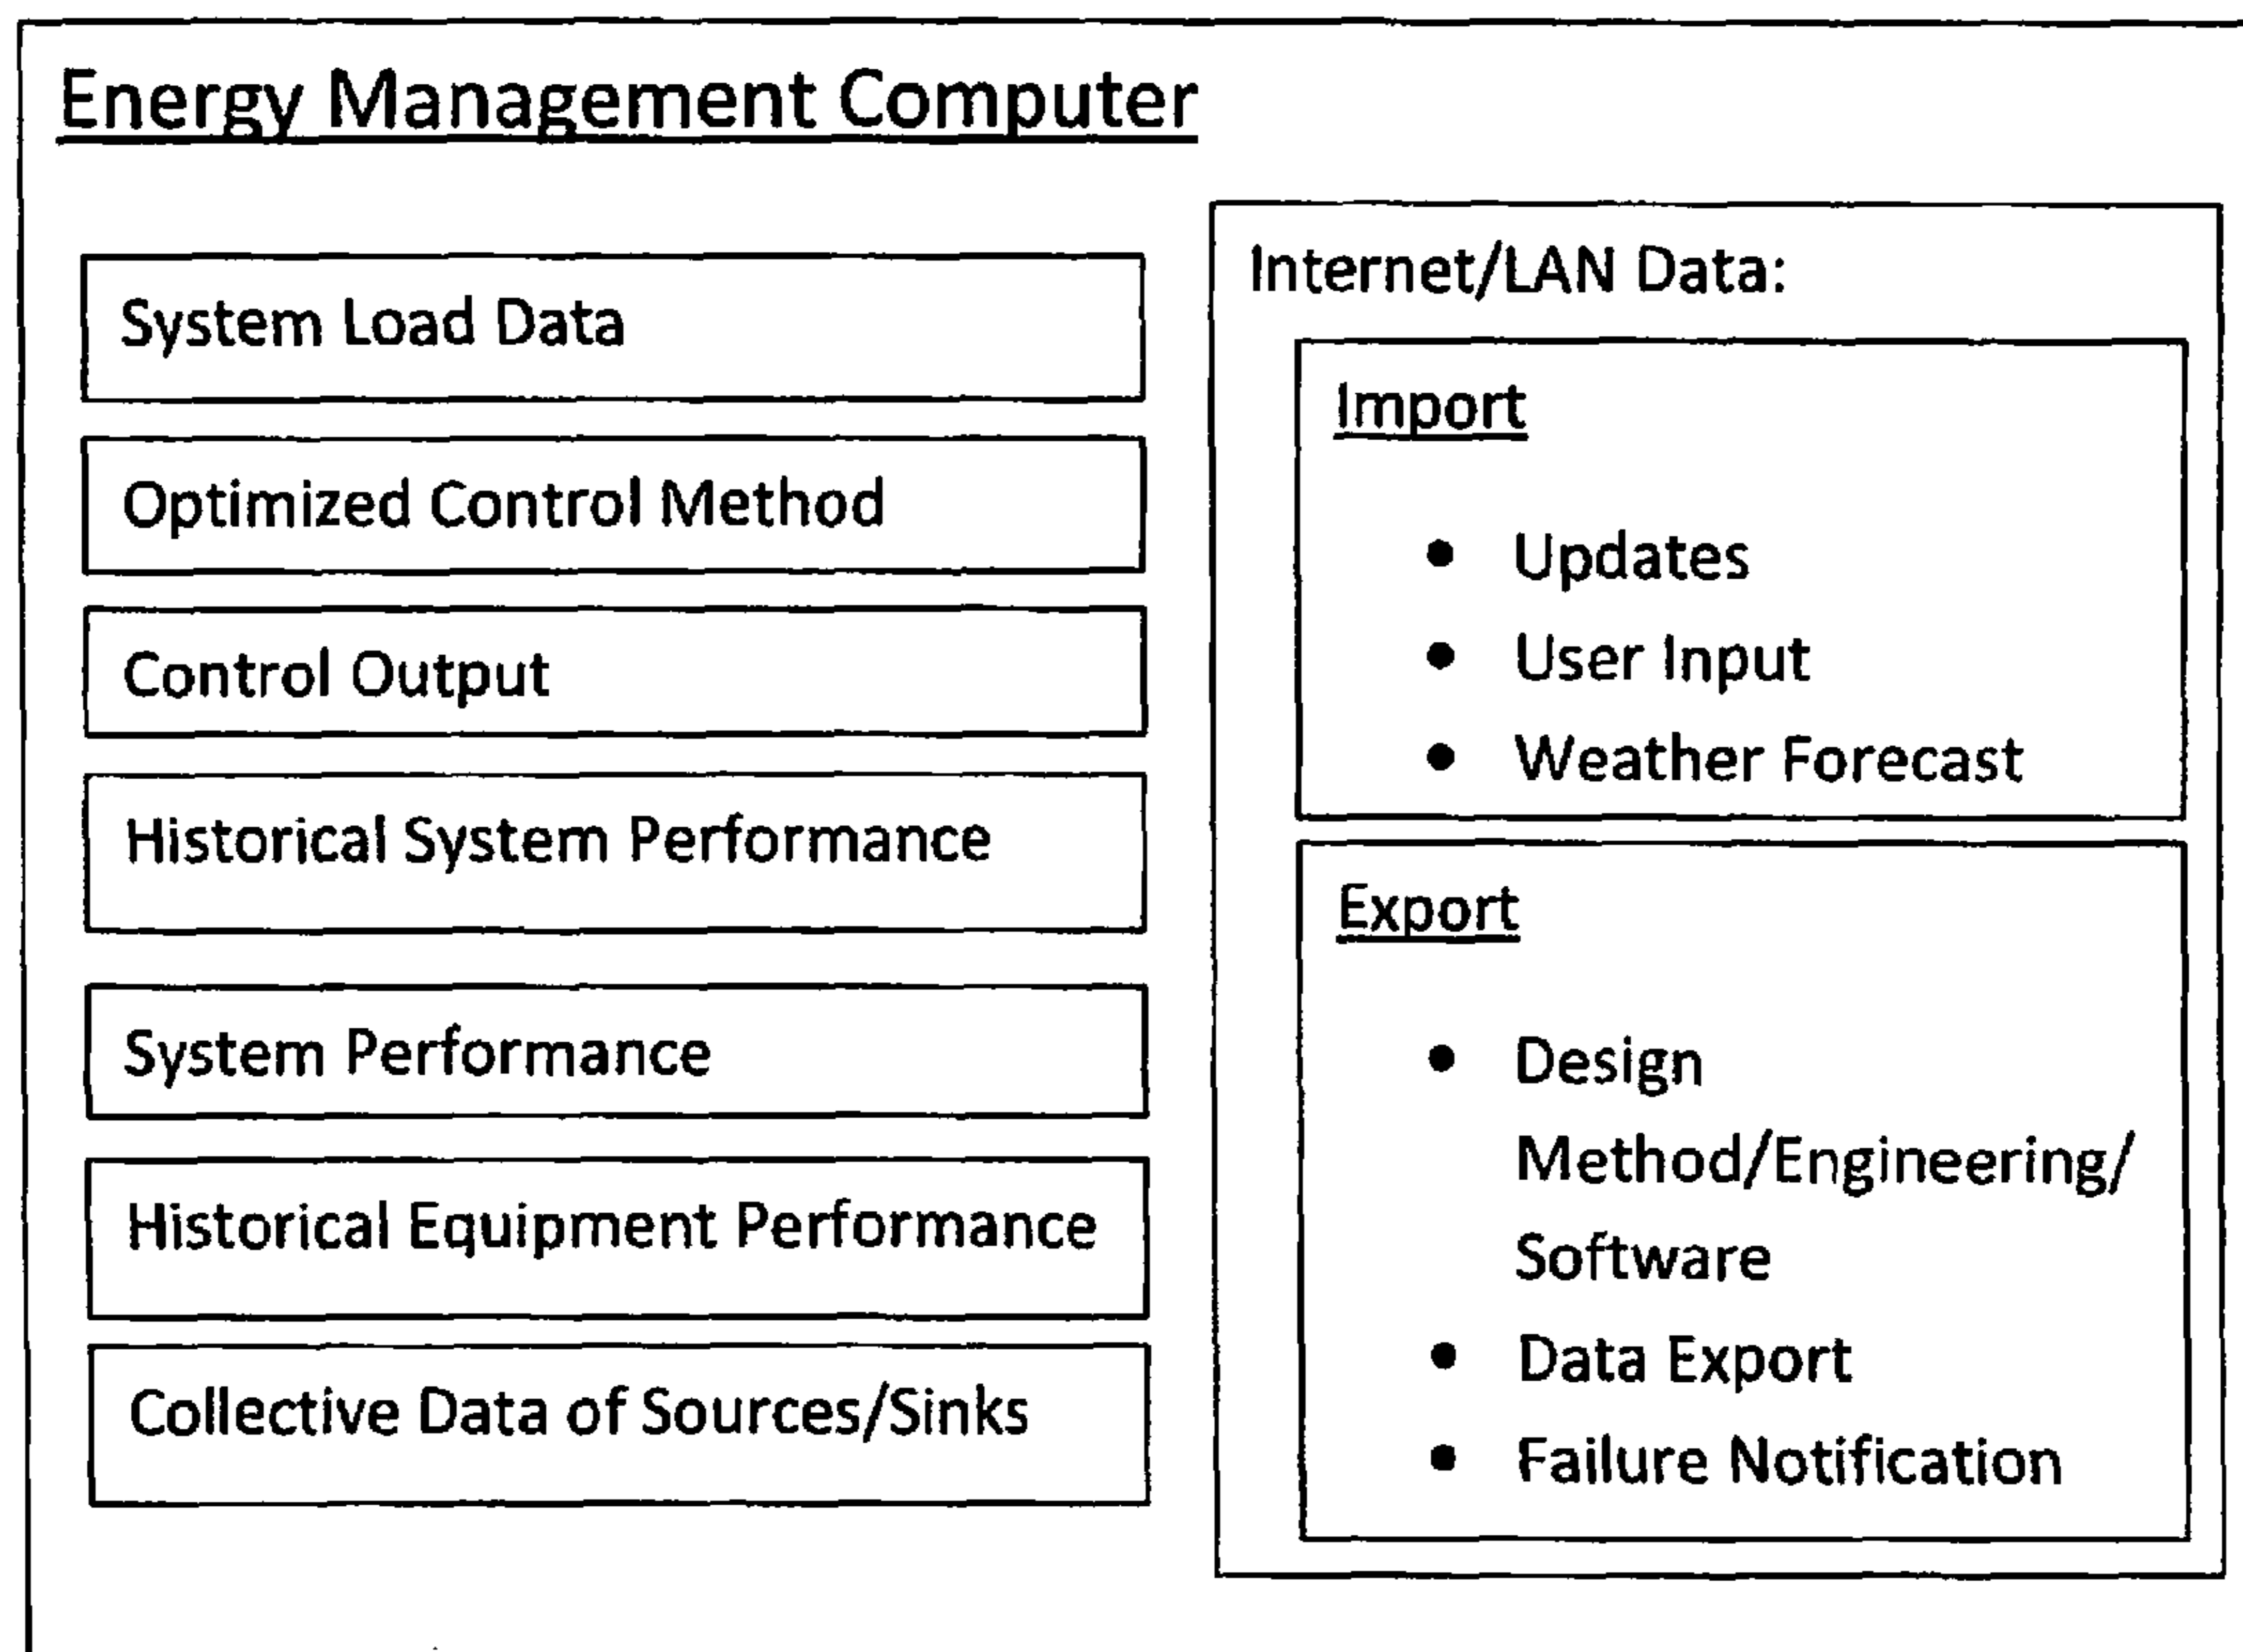 Energy Management Computer
System Load Data
Optimized Control Method
Control Output
Historical System Performance
System Performance
Historical Equipment Performance
Collective Data of Sources/Sinks
Internet/LAN Data:
Import
• Updates
• User Input
• Weather Forecast
Export
• Design
Method/Engineering/
Software
• Data Export
• Failure Notification